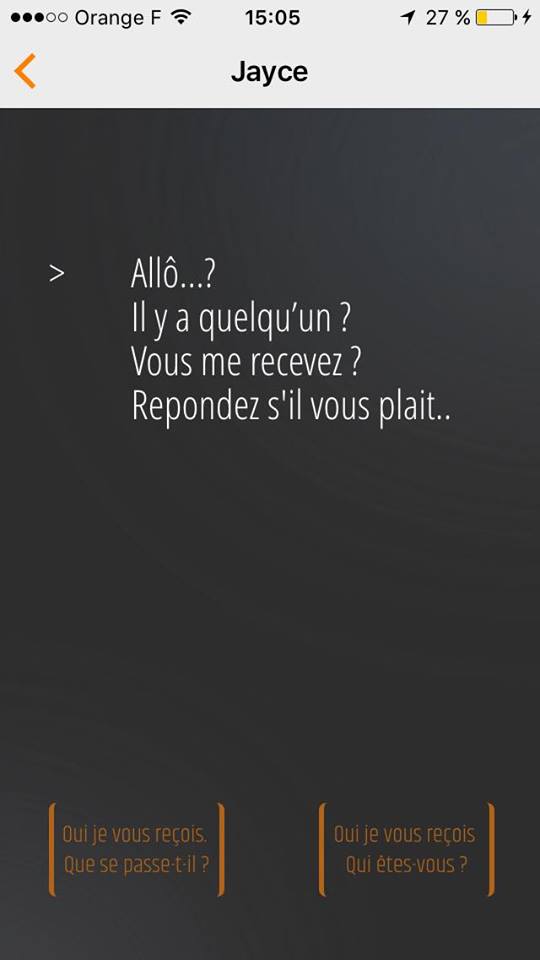 Orange F 15:05 27 %
Jayce
> Allô...?
Il y a quelqu’un ?
Vous me recevez ?
Repondez s'il vous plait..
Oui je vous reçois.
Que se passe-t-il ?
Oui je vous reçois
Qui êtes-vous ?